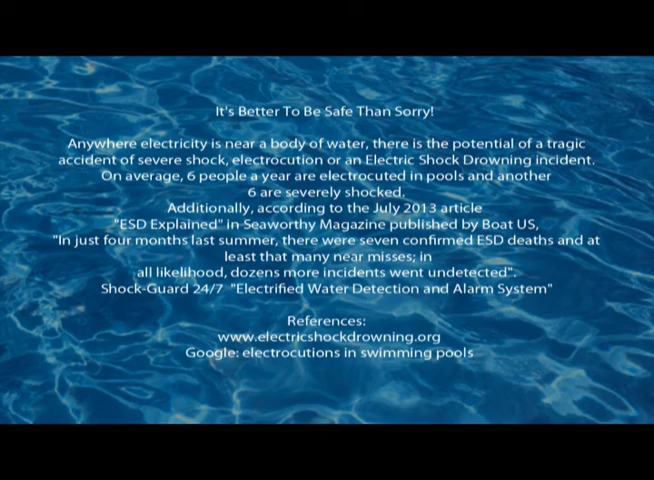 It's Better To Be Safe Than Sorry!
Anywhere electricity is near a body of water, there is the potential of a tragic
accident of severe shock, electrocution or an Electric Shock Drowning incident.
On average, 6 people a year are electrocuted in pools and another
6 are severely shocked.
Additionally, according to the July 2013 article
"ESD Explained" in Seaworthy Magazine published by Boat US,
"In just four months last summer, there were seven confirmed ESD deaths and at
least that many near misses; in
all likelihood, dozens more incidents went undetected".
Shock-Guard 24/7  "Electrified Water Detection and Alarm System"
References:
www.electricshockdrowning.org
Google: electrocutions in swimming pools